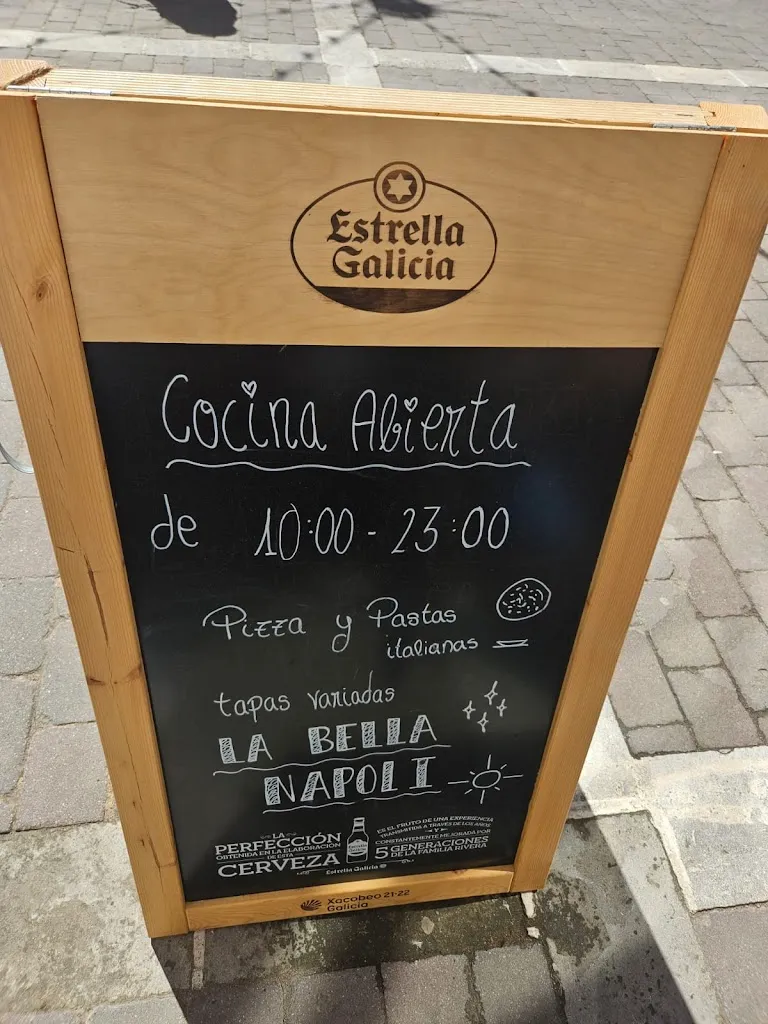 Estrella
Galicia
Cocina Abierta
de 10:00 - 23:00
Pizza y Pastas
italianas
tapas variadas
LA BELLA
NAPOLI
LA
PERFECCIÓN
OBTENIDA EN LA ELABORACIÓN
DE ESTA
CERVEZA
ES EL FRUTO DE UNA EXPERIENCIA
TRANSMITIDA A TRAVÉS DE LOS AÑOS
Y
CONSTANTEMENTE MEJORADA POR
5 GENERACIONES
DE LA FAMILIA RIVERA
Estrella Galicia
Xacobeo 21·22
Galicia